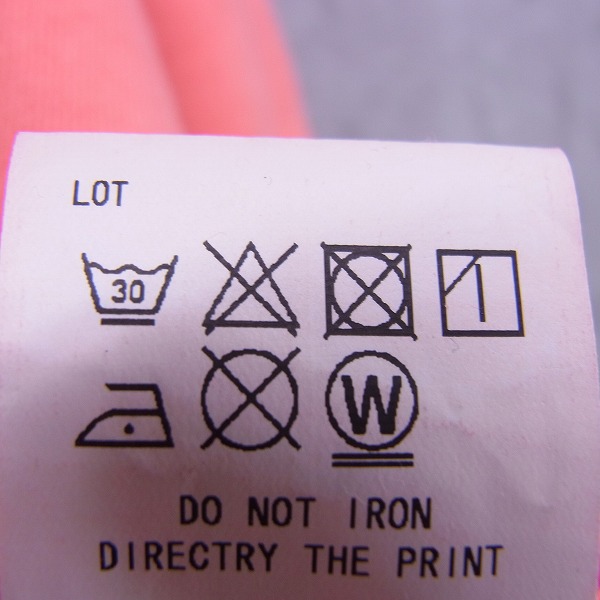 LOT
30
W
DO NOT IRON
DIRECTRY THE PRINT